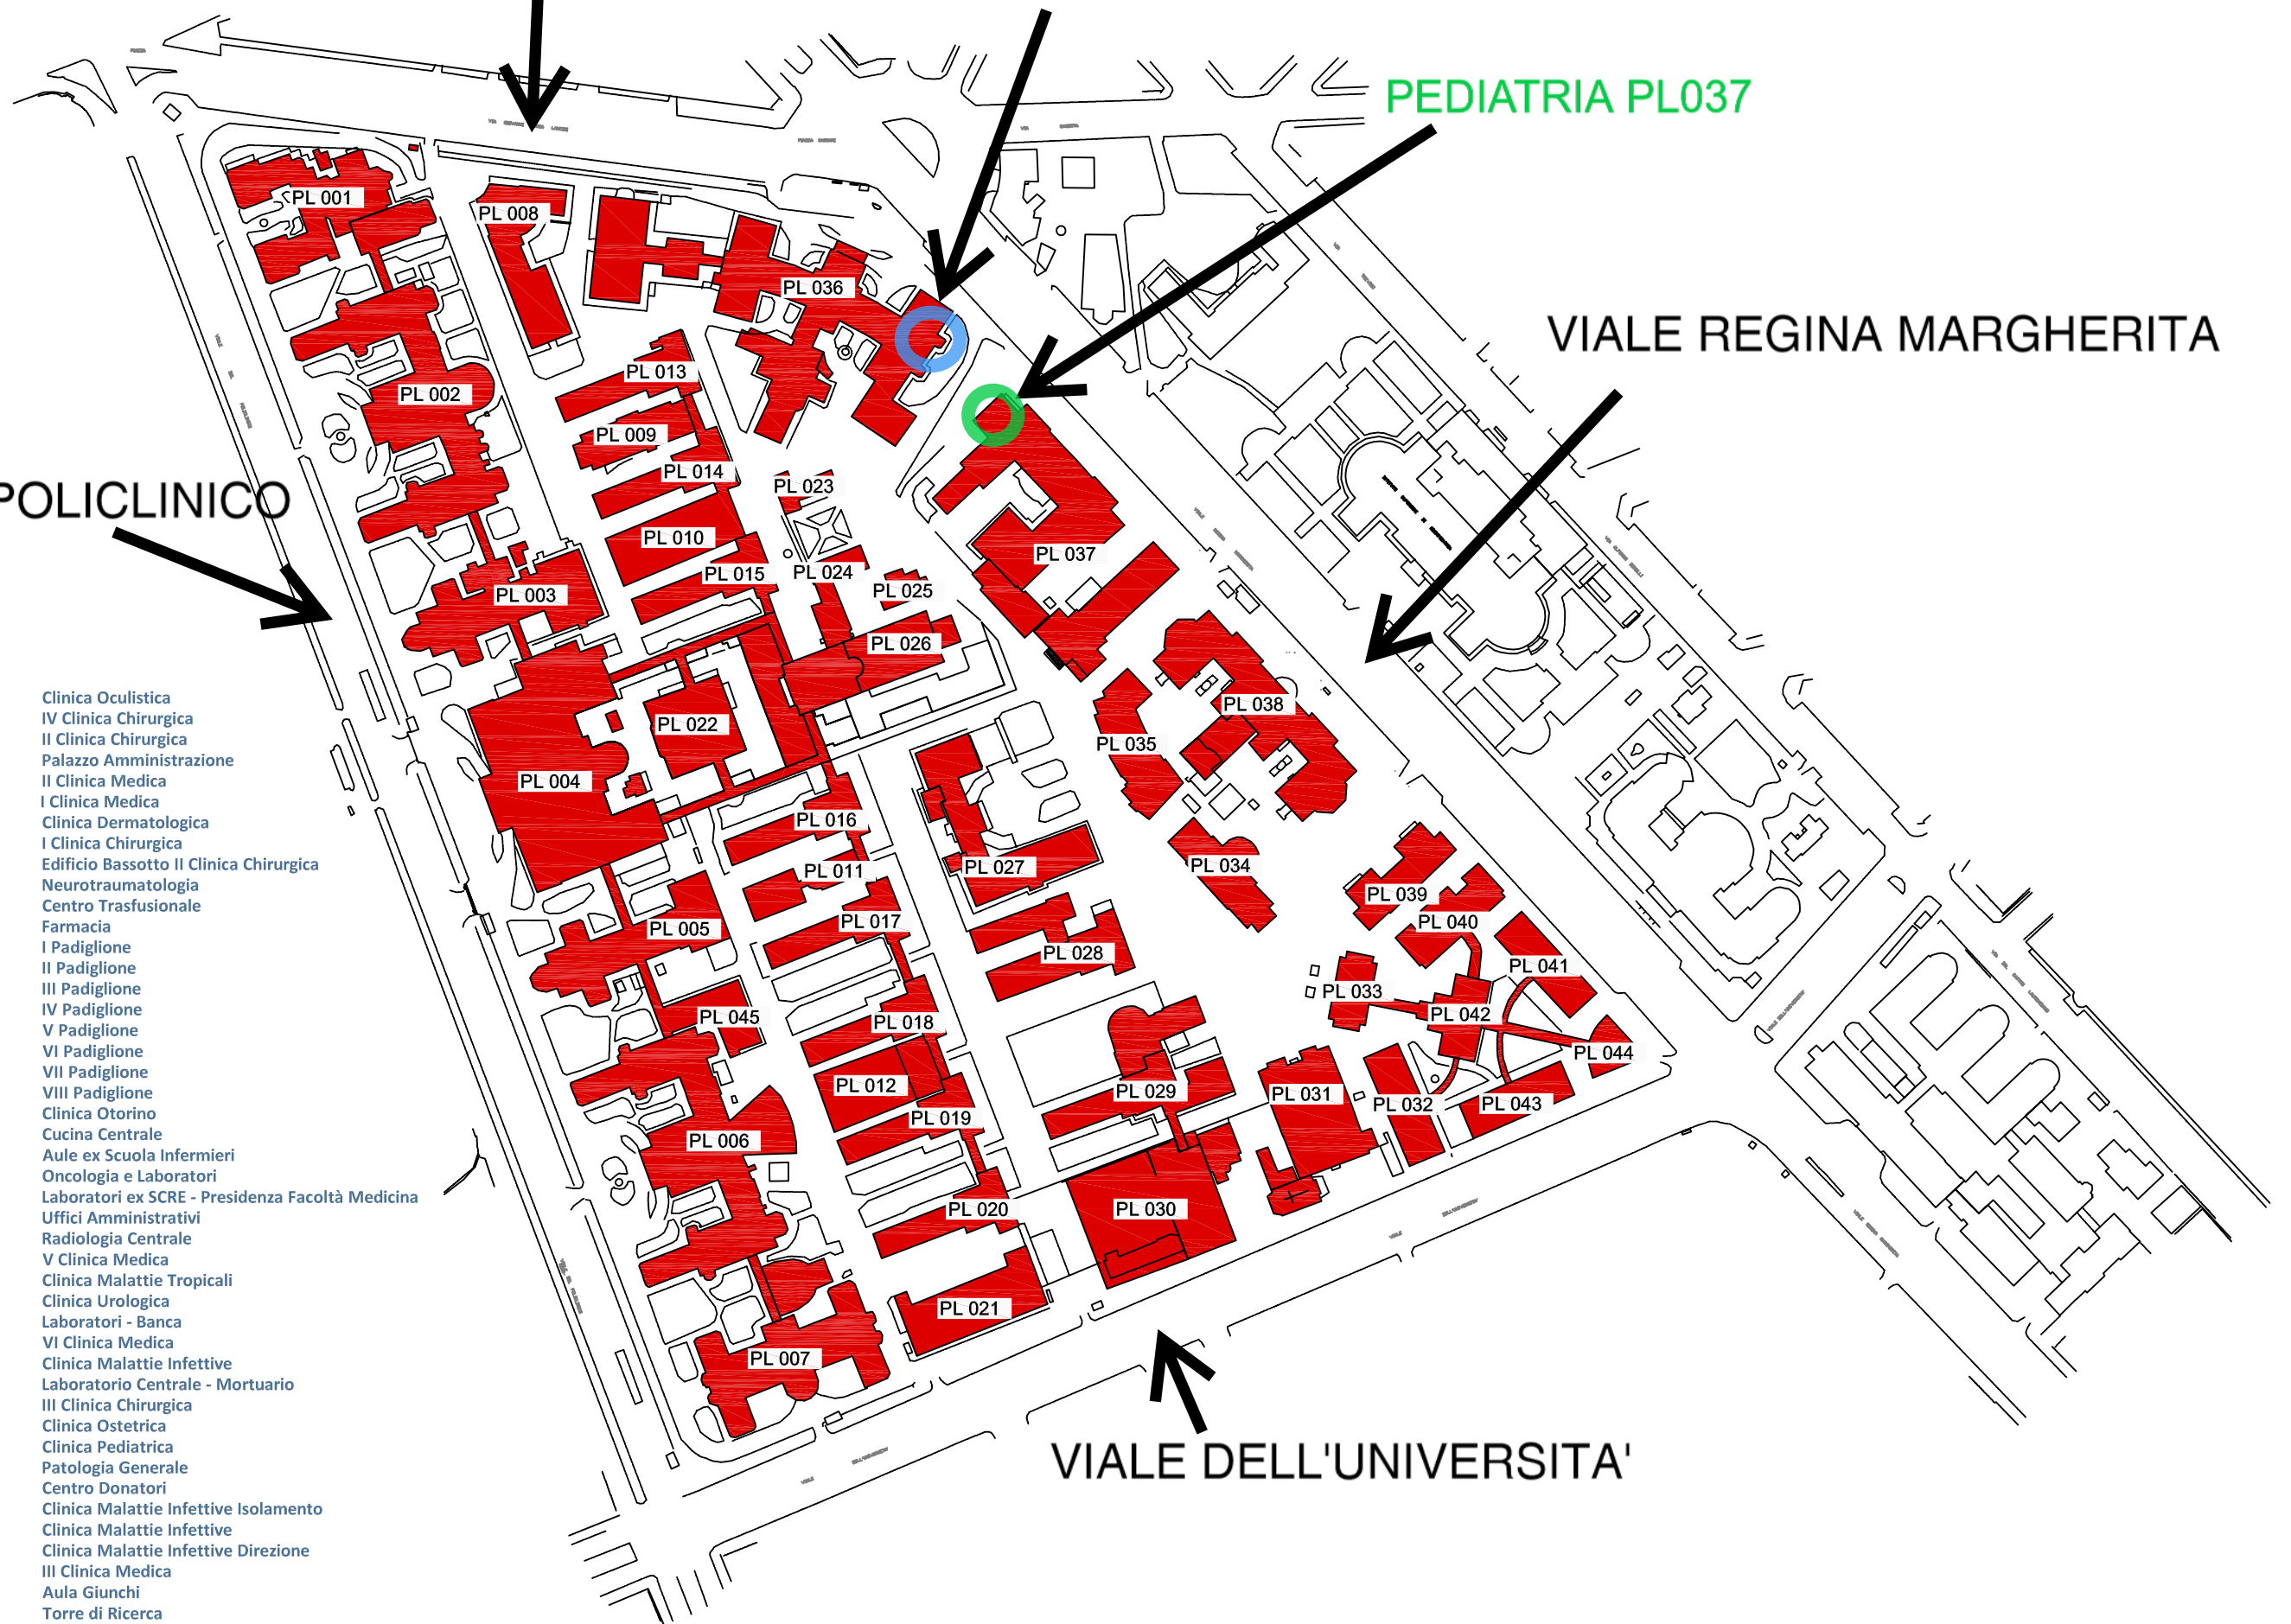 PEDIATRIA PL037
VIALE REGINA MARGHERITA
POLICLINICO
VIALE DELL'UNIVERSITA'
PL 001
PL 008
PL 036
PL 013
PL 002
PL 009
PL 014
PL 023
PL 010
PL 037
PL 015
PL 024
PL 025
PL 003
PL 026
PL 038
PL 022
PL 035
PL 004
PL 016
PL 034
PL 027
PL 011
PL 039
PL 017
PL 040
PL 005
PL 028
PL 041
PL 033
PL 042
PL 045
PL 018
PL 044
PL 012
PL 029
PL 031
PL 032
PL 043
PL 019
PL 006
PL 020
PL 030
PL 021
PL 007
Clinica Oculistica
IV Clinica Chirurgica
II Clinica Chirurgica
Palazzo Amministrazione
II Clinica Medica
I Clinica Medica
Clinica Dermatologica
I Clinica Chirurgica
Edificio Bassotto II Clinica Chirurgica
Neurotraumatologia
Centro Trasfusionale
Farmacia
I Padiglione
II Padiglione
III Padiglione
IV Padiglione
V Padiglione
VI Padiglione
VII Padiglione
VIII Padiglione
Clinica Otorino
Cucina Centrale
Aule ex Scuola Infermieri
Oncologia e Laboratori
Laboratori ex SCRE - Presidenza Facoltà Medicina
Uffici Amministrativi
Radiologia Centrale
V Clinica Medica
Clinica Malattie Tropicali
Clinica Urologica
Laboratori - Banca
VI Clinica Medica
Clinica Malattie Infettive
Laboratorio Centrale - Mortuario
III Clinica Chirurgica
Clinica Ostetrica
Clinica Pediatrica
Patologia Generale
Centro Donatori
Clinica Malattie Infettive Isolamento
Clinica Malattie Infettive
Clinica Malattie Infettive Direzione
III Clinica Medica
Aula Giunchi
Torre di Ricerca